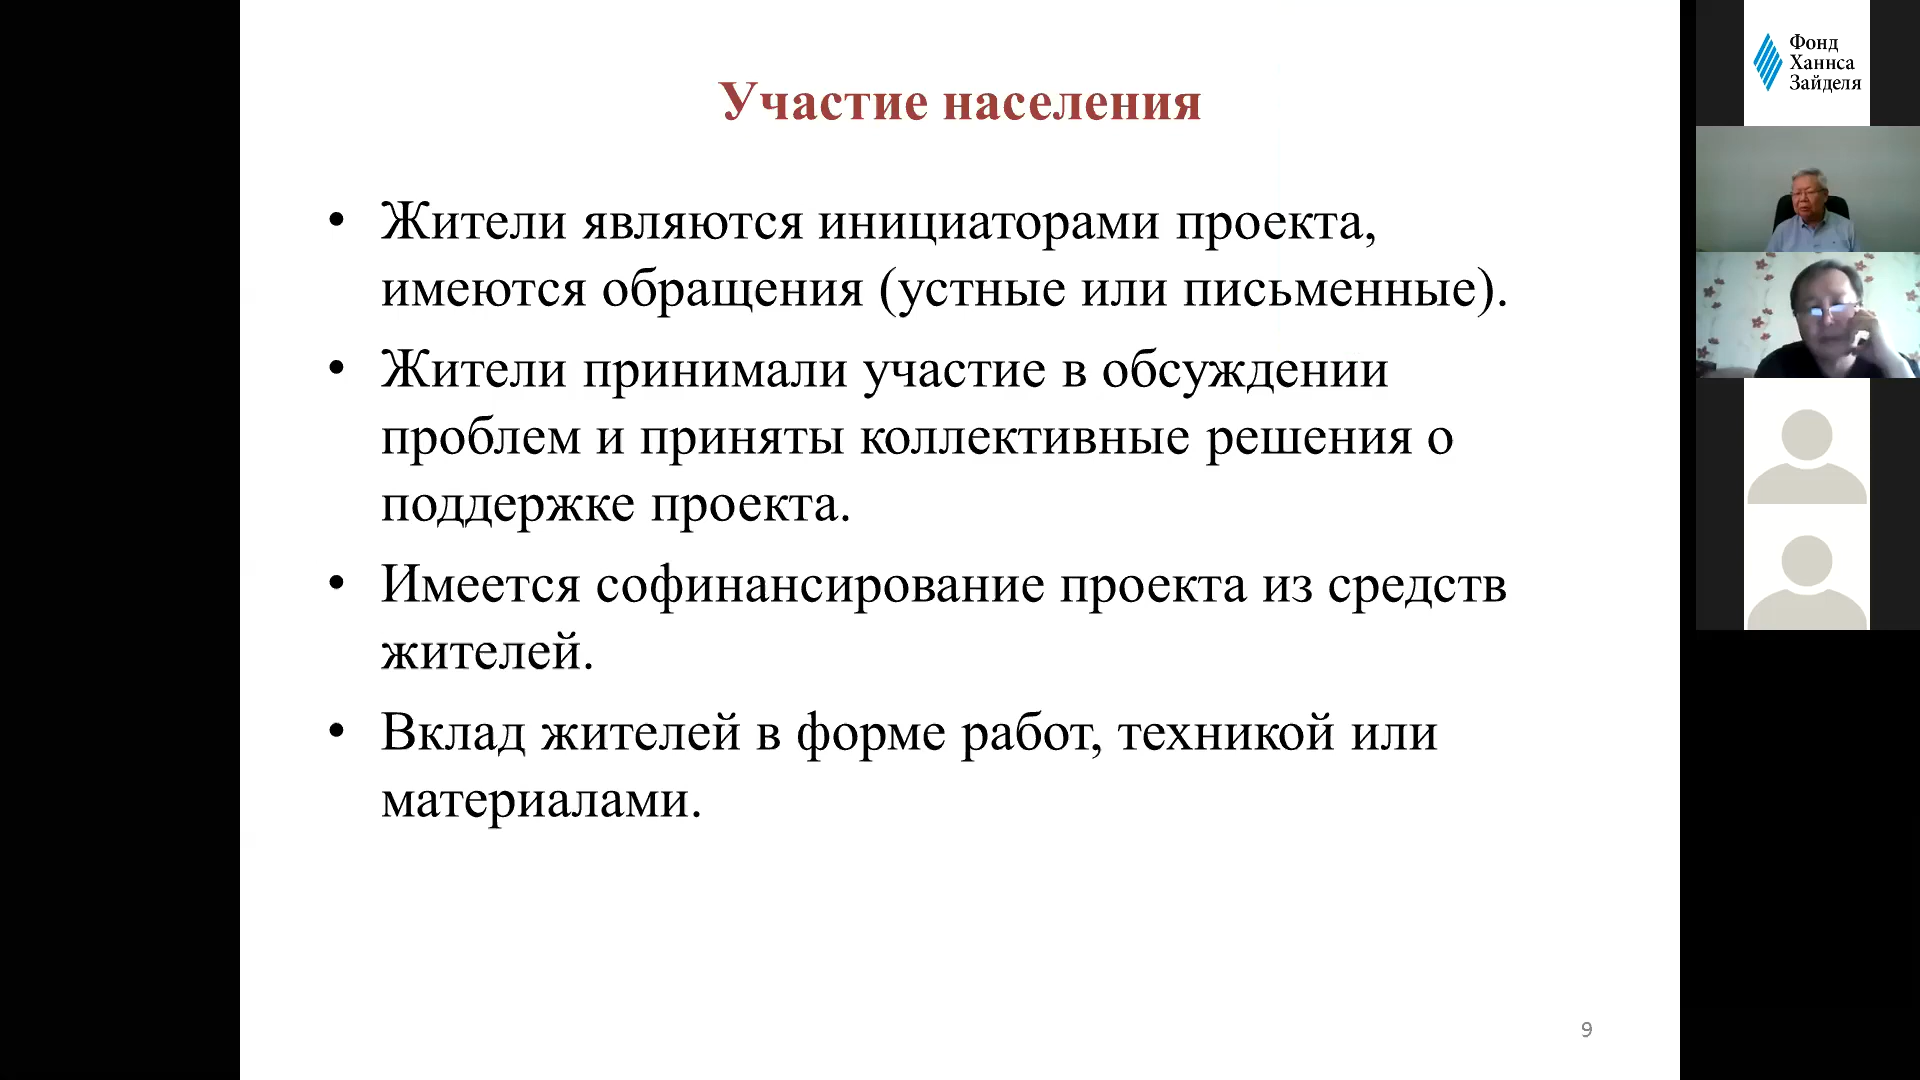 Участие населения
• Жители являются инициаторами проекта,
имеются обращения (устные или письменные).
• Жители принимали участие в обсуждении
проблем и приняты коллективные решения о
поддержке проекта.
• Имеется софинансирование проекта из средств
жителей.
• Вклад жителей в форме работ, техникой или
материалами.
9
Фонд
Ханнса
Зайделя